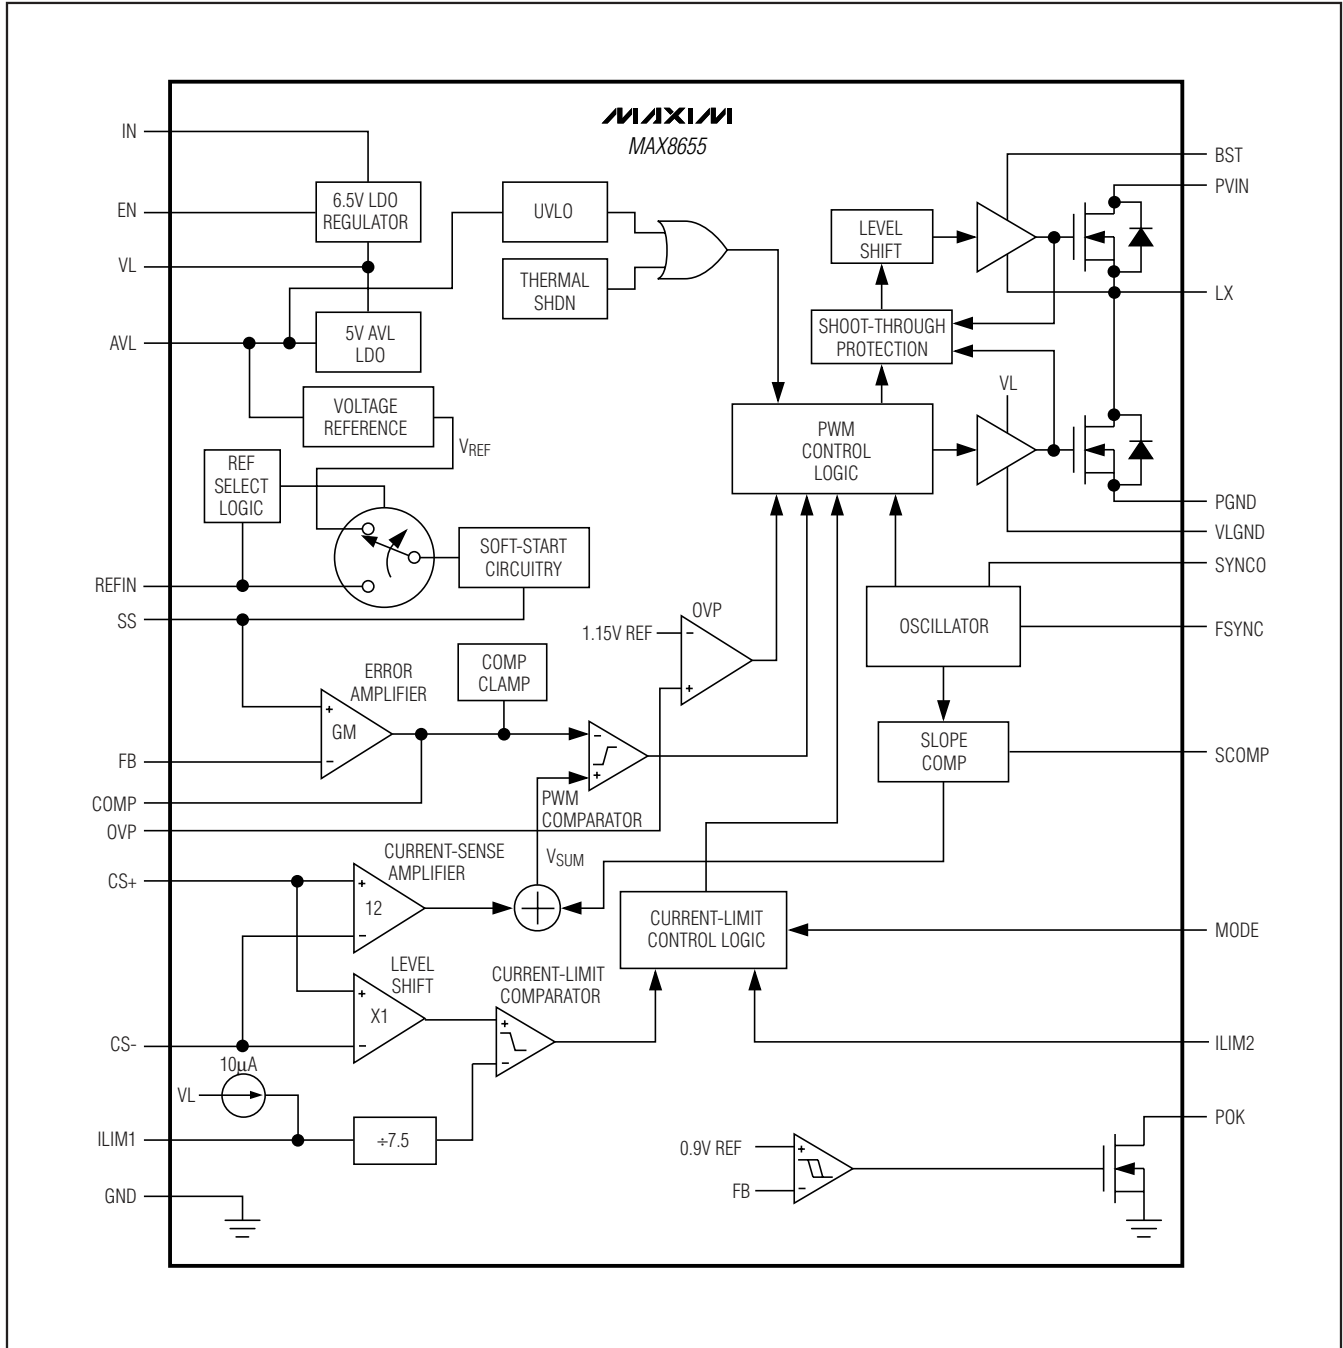 MAXIM
MAX8655
IN
EN
VL
AVL
REFIN
SS
FB
COMP
OVP
CS+
CS-
VL
10µA
ILIM1
GND
6.5V LDO
REGULATOR
5V AVL
LDO
VOLTAGE
REFERENCE
VREF
REF
SELECT
LOGIC
SOFT-START
CIRCUITRY
UVLO
THERMAL
SHDN
ERROR
AMPLIFIER
+
GM
−
COMP
CLAMP
1.15V REF
OVP
−
+
−
+
PWM
COMPARATOR
VSUM
CURRENT-SENSE
AMPLIFIER
+
12
−
LEVEL
SHIFT
+
X1
−
CURRENT-LIMIT
COMPARATOR
+
−
÷7.5
CURRENT-LIMIT
CONTROL LOGIC
LEVEL
SHIFT
SHOOT-THROUGH
PROTECTION
VL
PWM
CONTROL
LOGIC
OSCILLATOR
SLOPE
COMP
0.9V REF
+
FB
−
BST
PVIN
LX
PGND
VLGND
SYNCO
FSYNC
SCOMP
MODE
ILIM2
POK